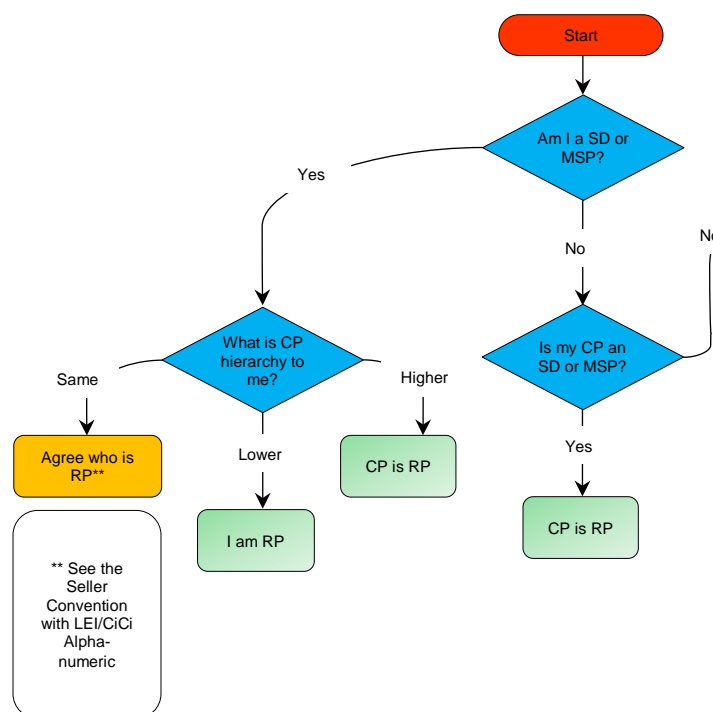 Start
Am I a SD or
MSP?
Yes
No
No
What is CP
hierarchy to
me?
Is my CP an
SD or MSP?
Same
Higher
Lower
Yes
Agree who is
RP**
CP is RP
I am RP
CP is RP
** See the
Seller
Convention
with LEI/CiCi
Alpha-
numeric